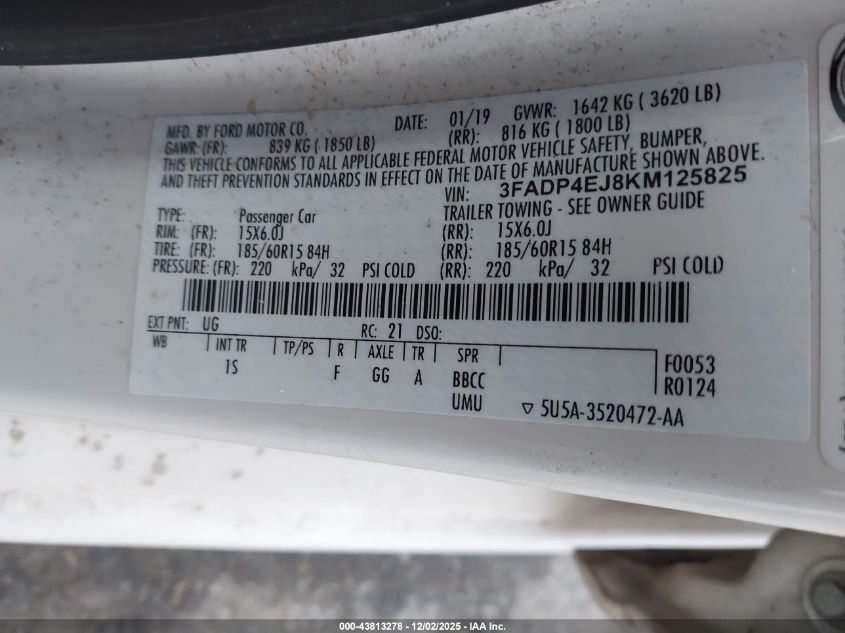 MFD. BY FORD MOTOR CO. DATE: 01/19 GVWR: 1642 KG ( 3620 LB)
GAWR: (FR): 839 KG ( 1850 LB) (RR): 816 KG ( 1800 LB)
THIS VEHICLE CONFORMS TO ALL APPLICABLE FEDERAL MOTOR VEHICLE SAFETY, BUMPER,
AND THEFT PREVENTION STANDARDS IN EFFECT ON THE DATE OF MANUFACTURE SHOWN ABOVE.
VIN: 3FADP4EJ8KM125825
TYPE: Passenger Car TRAILER TOWING - SEE OWNER GUIDE
RIM: (FR): 15X6.0J (RR): 15X6.0J
TIRE: (FR): 185/60R15 84H (RR): 185/60R15 84H
PRESSURE: (FR): 220 kPa/ 32 PSI COLD (RR): 220 kPa/ 32 PSI COLD
EXT PNT: UG RC: 21 DSO:
WB INT TR TP/PS R AXLE TR SPR F0053
1S F GG A BBCC R0124
UMU ▽ 5U5A-3520472-AA
000-43813278 - 12/02/2025 - IAA Inc.